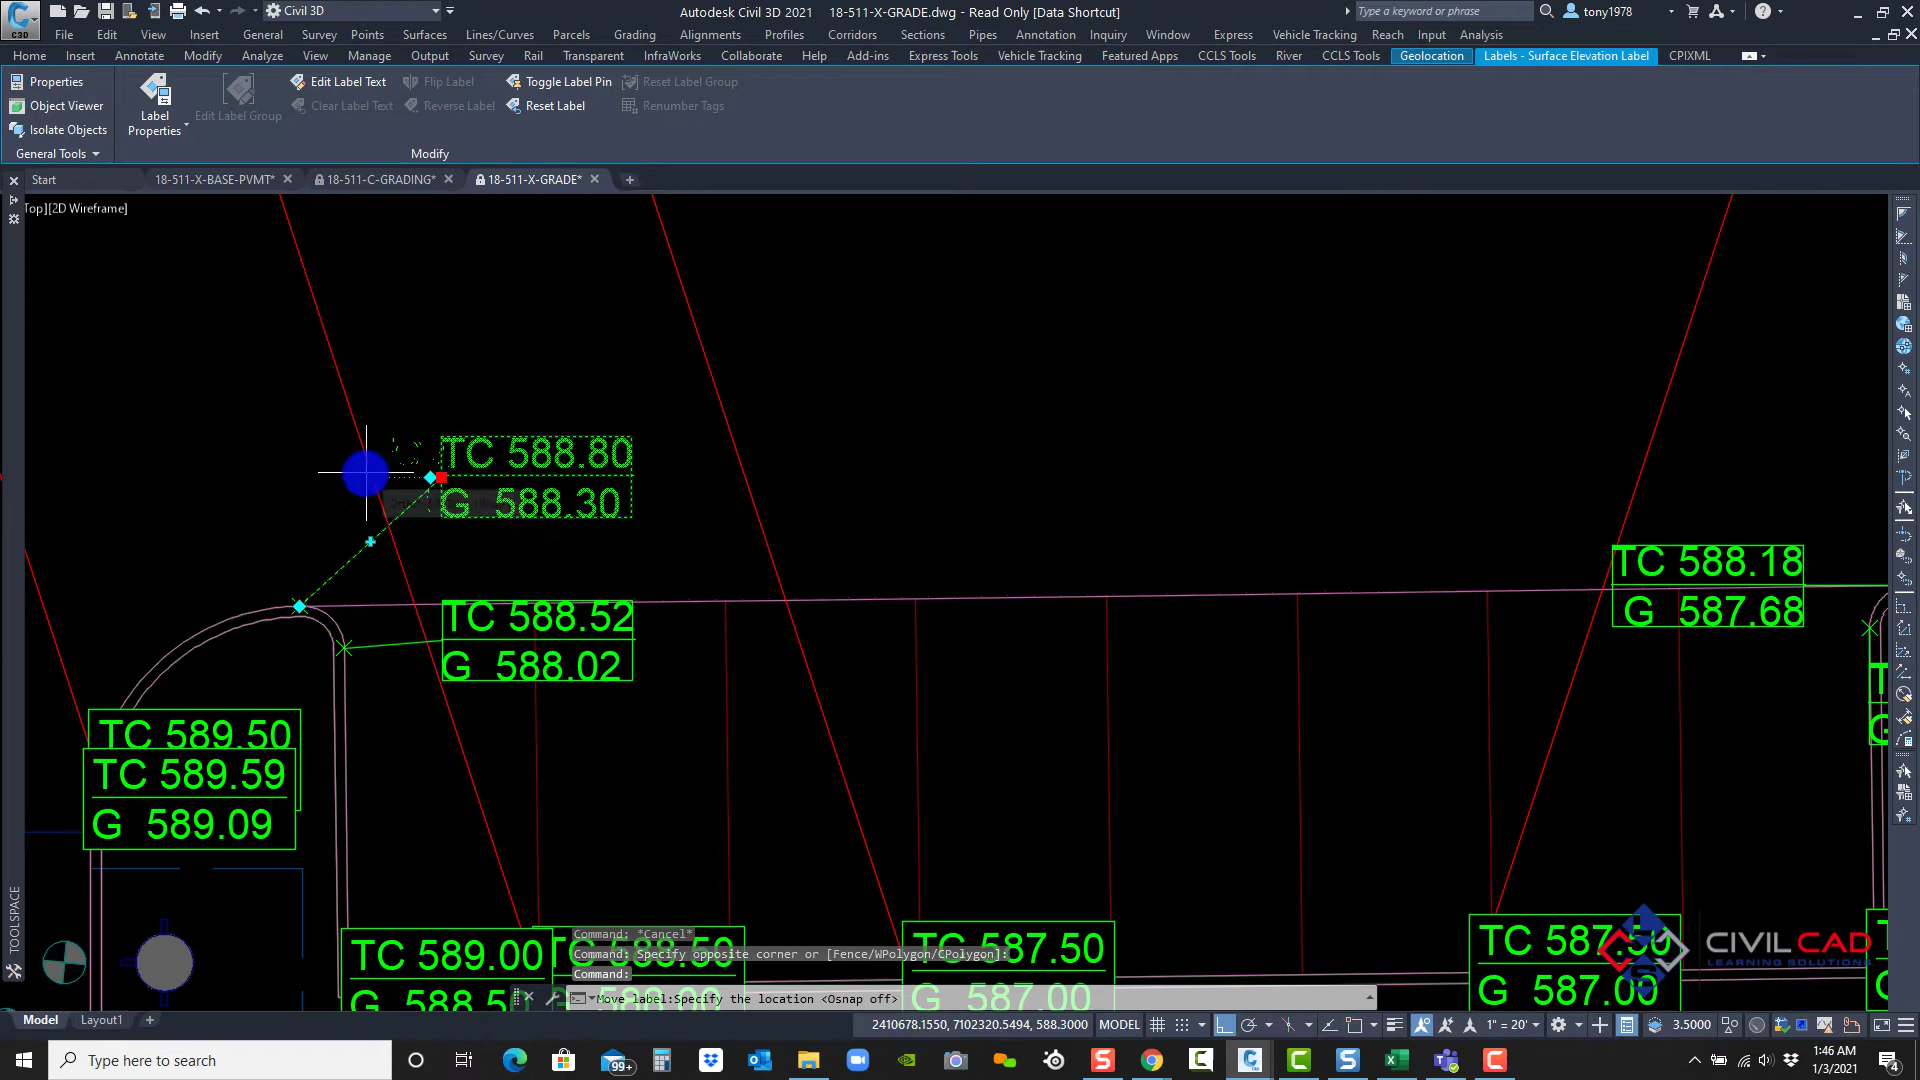 C3D
Civil 3D
Autodesk Civil 3D 2021 18-511-X-GRADE.dwg - Read Only [Data Shortcut]
Type a keyword or phrase
tony1978
File Edit View Insert General Survey Points Surfaces Lines/Curves Parcels Grading Alignments Profiles Corridors Sections Pipes Annotation Inquiry Window Express Vehicle Tracking Reach Input Analysis
Home Insert Annotate Modify Analyze View Manage Output Survey Rail Transparent InfraWorks Collaborate Help Add-ins Express Tools Vehicle Tracking Featured Apps CCLS Tools River CCLS Tools Geolocation Labels - Surface Elevation Label CPIXML
Properties
Object Viewer
Isolate Objects
General Tools
Label
Properties
Edit Label Group
Edit Label Text
Clear Label Text
Flip Label
Reverse Label
Toggle Label Pin
Reset Label
Reset Label Group
Renumber Tags
Modify
Start 18-511-X-BASE-PVMT* 18-511-C-GRADING* 18-511-X-GRADE*
Top][2D Wireframe]
TC 588.80
G 588.30
TC 588.52
G 588.02
TC 588.18
G 587.68
TC 589.50
TC 589.59
G 589.09
TC 589.00
TC 587.50
G 587.00
G 587.00
CIVILCAD
LEARNING SOLUTIONS
TOOLSPACE
Command: *Cancel*
Command: Specify opposite corner or [Fence/WPolygon/CPolygon]:
Command:
Move label:Specify the location <Osnap off>
Model Layout1
2410678.1550, 7102320.5494, 588.3000 MODEL
1" = 20'
3.5000
Type here to search
99+
1:46 AM
1/3/2021
4